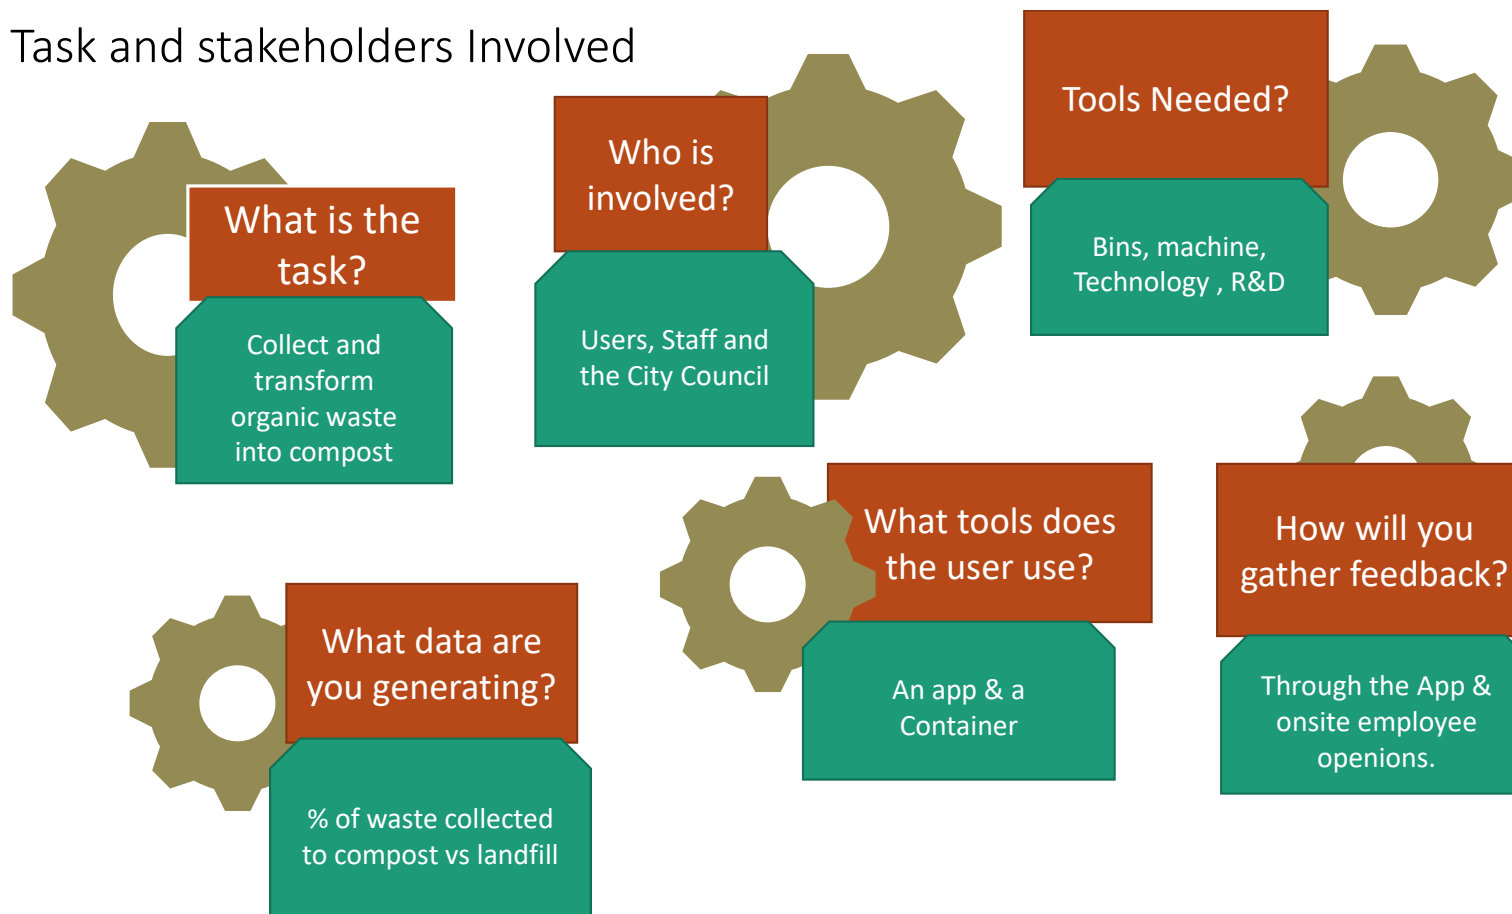 Task and stakeholders Involved
What is the
task?
Collect and
transform
organic waste
into compost
Who is
involved?
Users, Staff and
the City Council
Tools Needed?
Bins, machine,
Technology , R&D
What data are
you generating?
% of waste collected
to compost vs landfill
What tools does
the user use?
An app & a
Container
How will you
gather feedback?
Through the App &
onsite employee
openions.